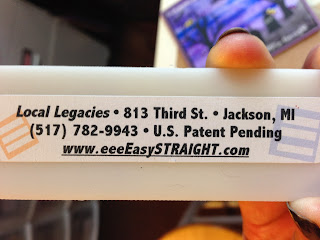 Local Legacies • 813 Third St. • Jackson, MI
(517) 782-9943 • U.S. Patent Pending
www.eeeEasySTRAIGHT.com